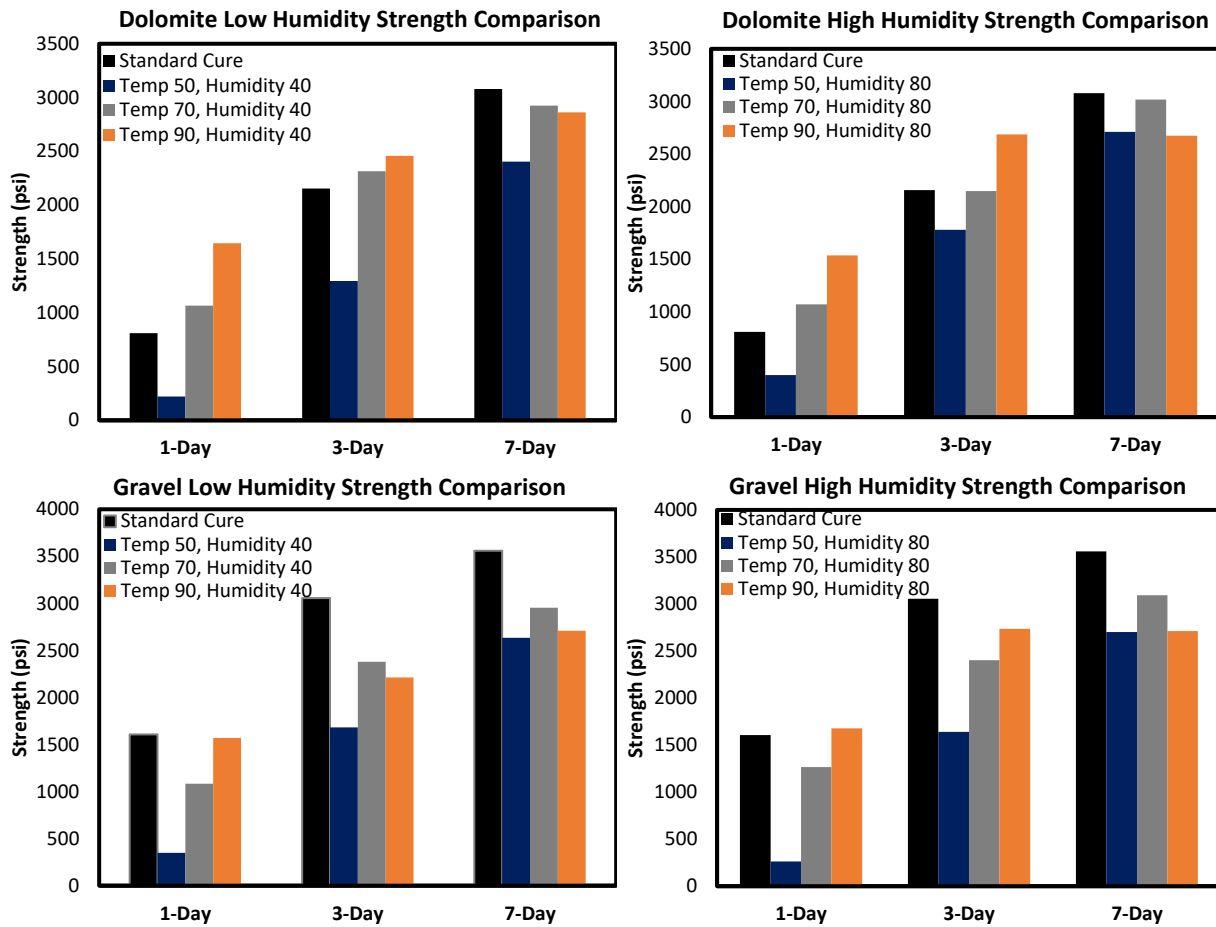 Dolomite Low Humidity Strength Comparison
3500
3000
2500
2000
1500
1000
500
0
Strength (psi)
Standard Cure
Temp 50, Humidity 40
Temp 70, Humidity 40
Temp 90, Humidity 40
1-Day
3-Day
7-Day
Dolomite High Humidity Strength Comparison
3500
3000
2500
2000
1500
1000
500
0
Strength (psi)
Standard Cure
Temp 50, Humidity 80
Temp 70, Humidity 80
Temp 90, Humidity 80
1-Day
3-Day
7-Day
Gravel Low Humidity Strength Comparison
4000
3500
3000
2500
2000
1500
1000
500
0
Strength (psi)
Standard Cure
Temp 50, Humidity 40
Temp 70, Humidity 40
Temp 90, Humidity 40
1-Day
3-Day
7-Day
Gravel High Humidity Strength Comparison
4000
3500
3000
2500
2000
1500
1000
500
0
Strength (psi)
Standard Cure
Temp 50, Humidity 80
Temp 70, Humidity 80
Temp 90, Humidity 80
1-Day
3-Day
7-Day